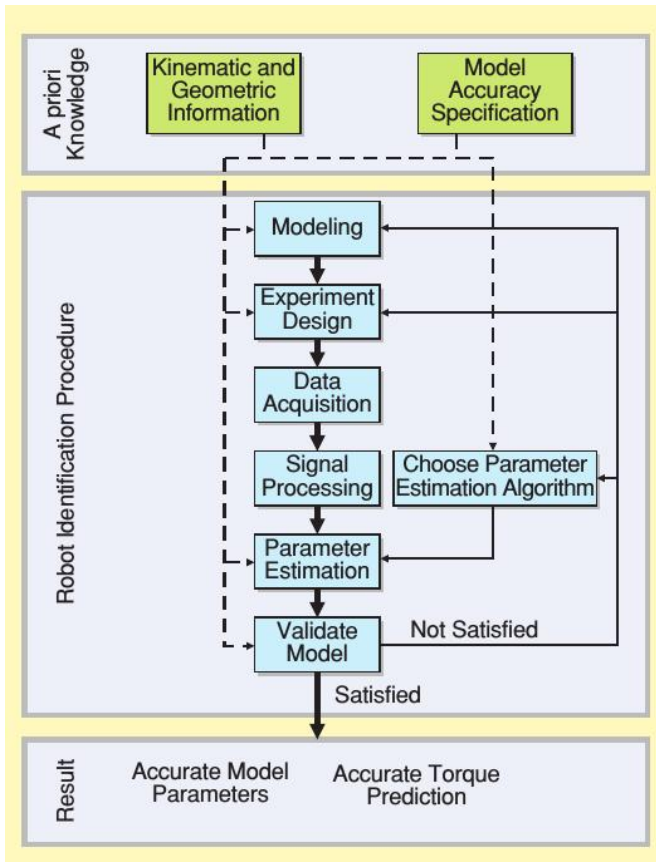 A priori
Knowledge
Kinematic and
Geometric
Information
Model
Accuracy
Specification
Robot Identification Procedure
Modeling
Experiment
Design
Data
Acquisition
Signal
Processing
Choose Parameter
Estimation Algorithm
Parameter
Estimation
Validate
Model
Not Satisfied
Satisfied
Result
Accurate Model
Parameters
Accurate Torque
Prediction